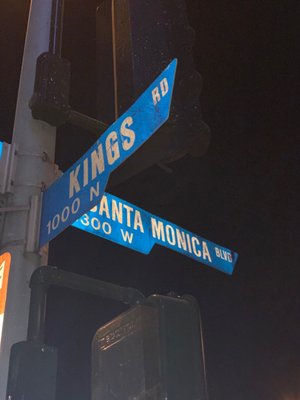 KINGS RD
1000 N
SANTA MONICA BLVD
8300 W